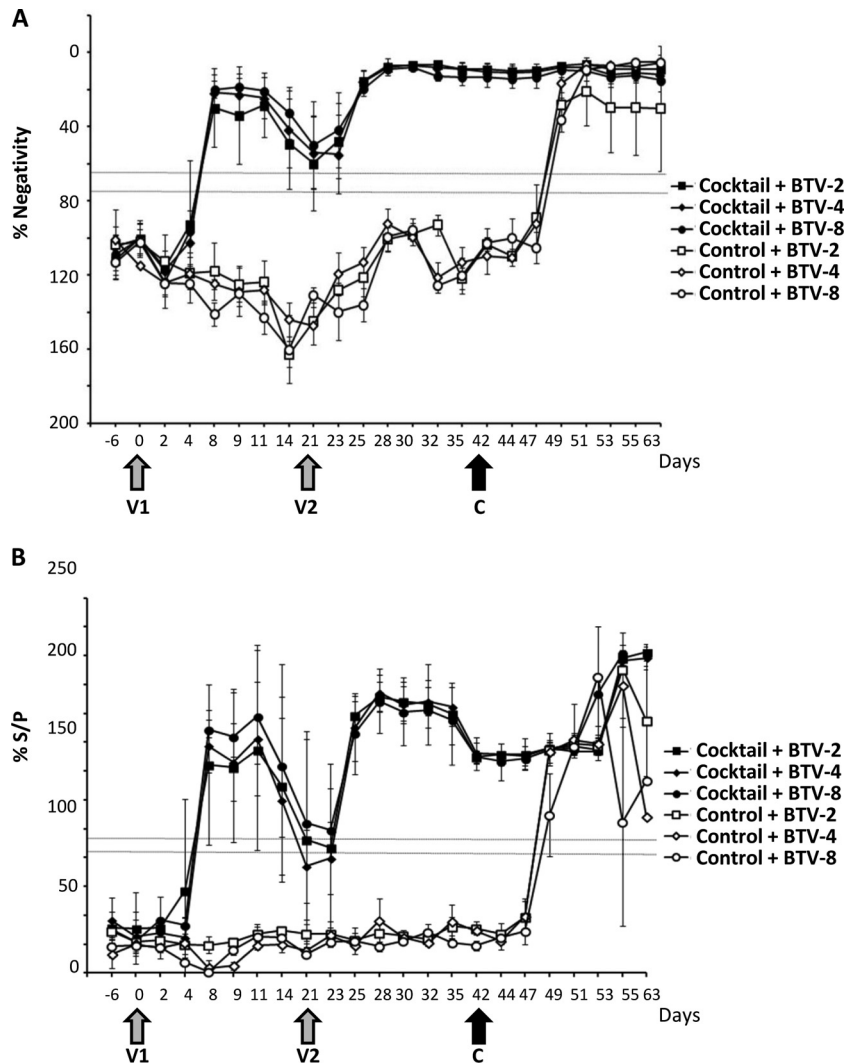 A
0
40
80
120
160
200
% Negativity
Cocktail + BTV-2
Cocktail + BTV-4
Cocktail + BTV-8
Control + BTV-2
Control + BTV-4
Control + BTV-8
-6 0 2 4 8 9 11 14 21 23 25 28 30 32 35 42 44 47 49 51 53 55 63
Days
V1 V2 C
B
250
200
150
100
50
0
% S/P
Cocktail + BTV-2
Cocktail + BTV-4
Cocktail + BTV-8
Control + BTV-2
Control + BTV-4
Control + BTV-8
-6 0 2 4 8 9 11 14 21 23 25 28 30 32 35 42 44 47 49 51 53 55 63
Days
V1 V2 C